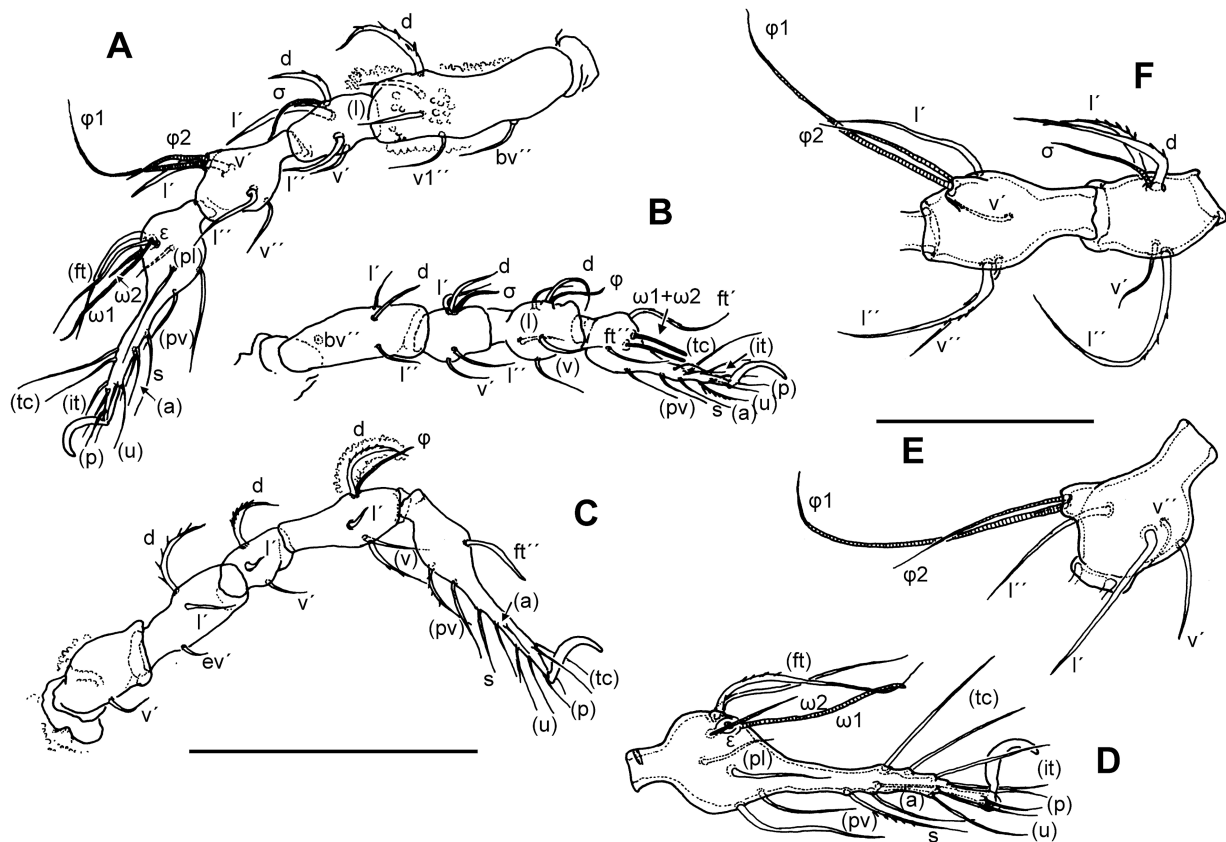 A
d
d
σ
(l)
φ1
l´
φ2
v´
l´
l´´
v´
v1´´
bv´´
ε
(ft)
(pl)
l´´
v´´
ω2
ω1
(pv)
s
(a)
(tc)
(it)
(u)
(p)
B
l´
d
l´
d
σ
d
φ
ω1+ω2
ft´
bv´´
(l)
ft´´
(tc)
(it)
(p)
l´´
v´
l´´
(v)
(pv)
s
(a)
(u)
C
d
φ
d
d
l´
l´
l´
ft´´
(v)
v´
ev´
v´
(pv)
(a)
s
(tc)
(p)
(u)
F
φ1
φ2
l´
l´
d
σ
v´
v´
l´´
v´´
l´´
E
φ1
φ2
v´´
l´´
v´
l´
D
(ft)
ω2
ω1
(tc)
ε
(pl)
(it)
(a)
(p)
(pv)
s
(u)